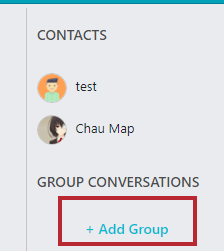 CONTACTS
test
Chau Map
GROUP CONVERSATIONS
+ Add Group